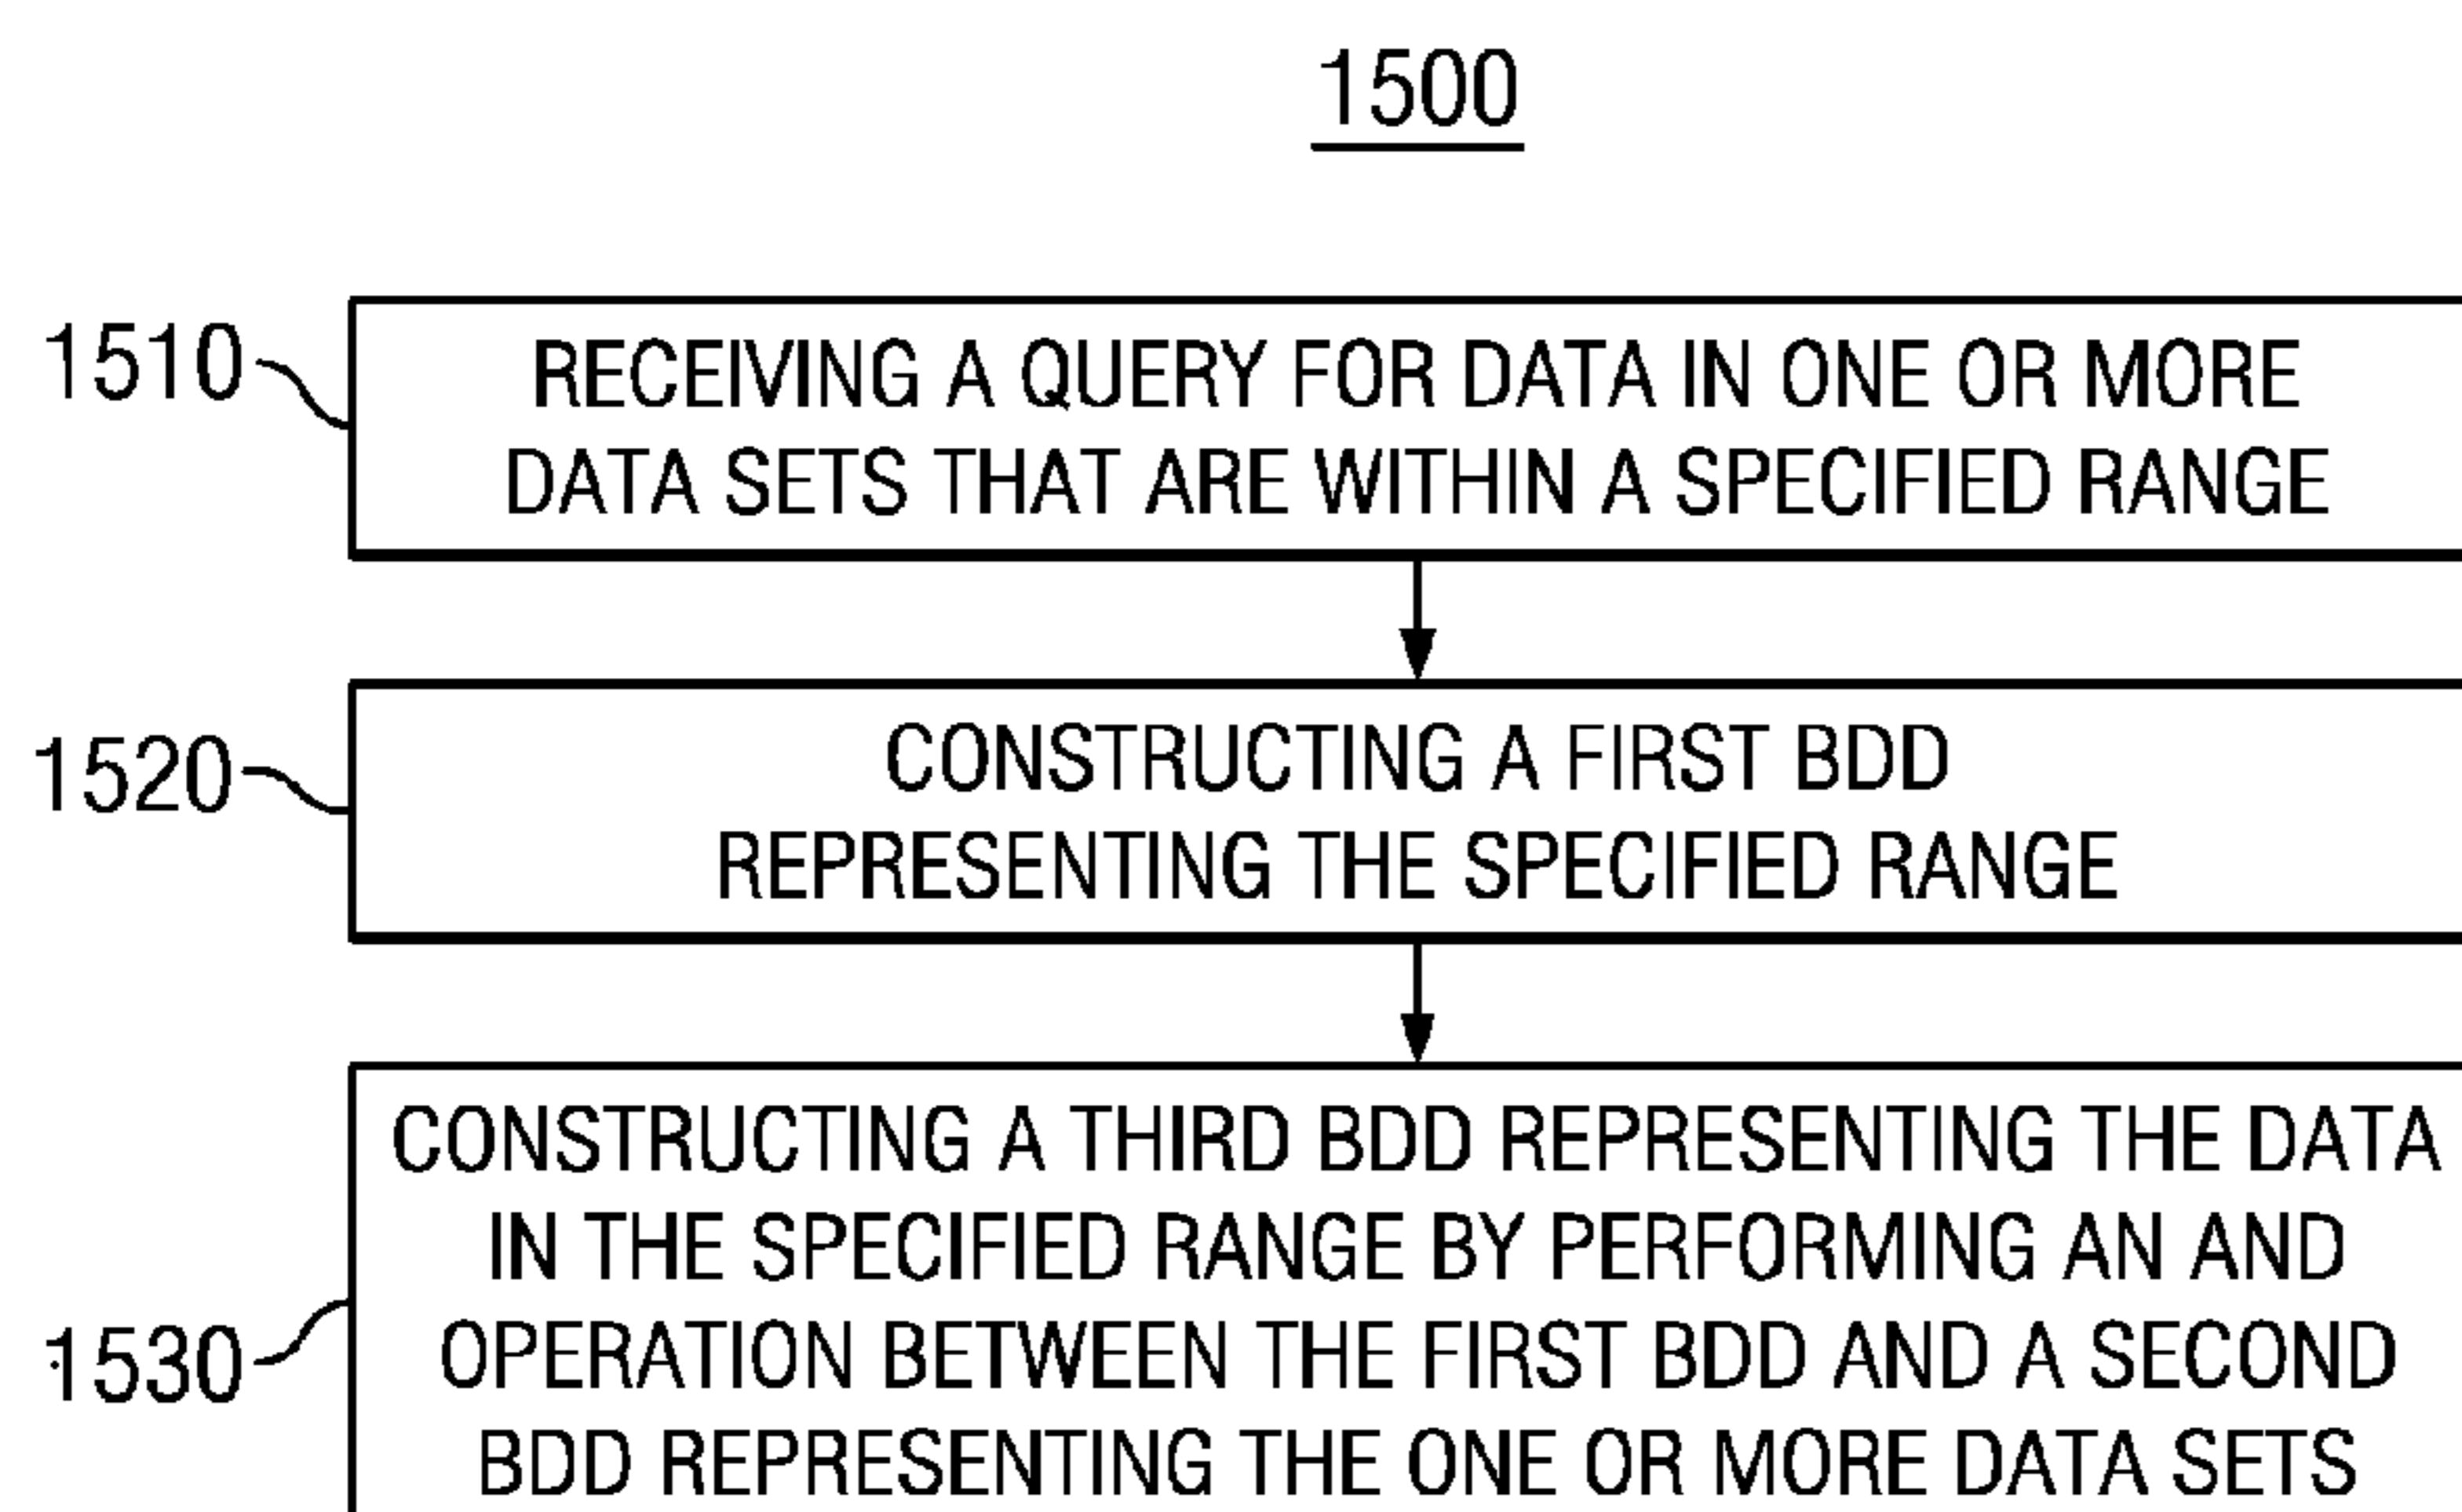 1500
1510
RECEIVING A QUERY FOR DATA IN ONE OR MORE
DATA SETS THAT ARE WITHIN A SPECIFIED RANGE
1520
CONSTRUCTING A FIRST BDD
REPRESENTING THE SPECIFIED RANGE
1530
CONSTRUCTING A THIRD BDD REPRESENTING THE DATA
IN THE SPECIFIED RANGE BY PERFORMING AN AND
OPERATION BETWEEN THE FIRST BDD AND A SECOND
BDD REPRESENTING THE ONE OR MORE DATA SETS